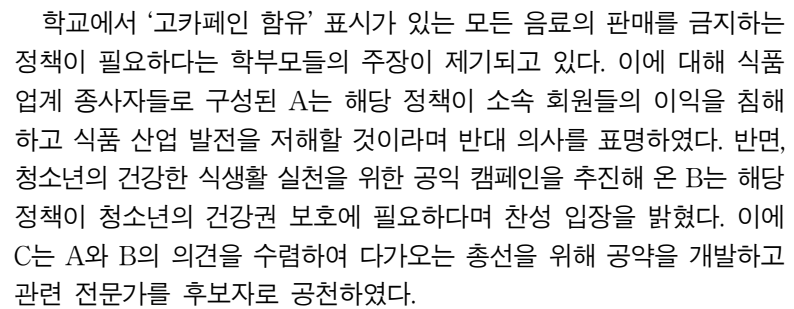 학교에서 ‘고카페인 함유’ 표시가 있는 모든 음료의 판매를 금지하는
정책이 필요하다는 학부모들의 주장이 제기되고 있다. 이에 대해 식품
업계 종사자들로 구성된 A는 해당 정책이 소속 회원들의 이익을 침해
하고 식품 산업 발전을 저해할 것이라며 반대 의사를 표명하였다. 반면,
청소년의 건강한 식생활 실천을 위한 공익 캠페인을 추진해 온 B는 해당
정책이 청소년의 건강권 보호에 필요하다며 찬성 입장을 밝혔다. 이에
C는 A와 B의 의견을 수렴하여 다가오는 총선을 위해 공약을 개발하고
관련 전문가를 후보자로 공천하였다.